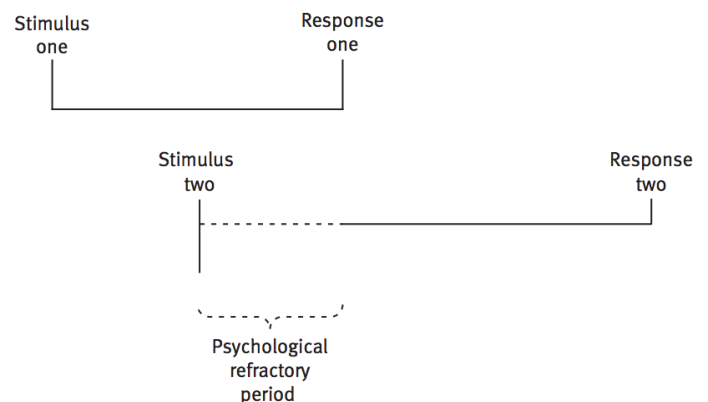 Stimulus
one
Response
one
Stimulus
two
Response
two
Psychological
refractory
period